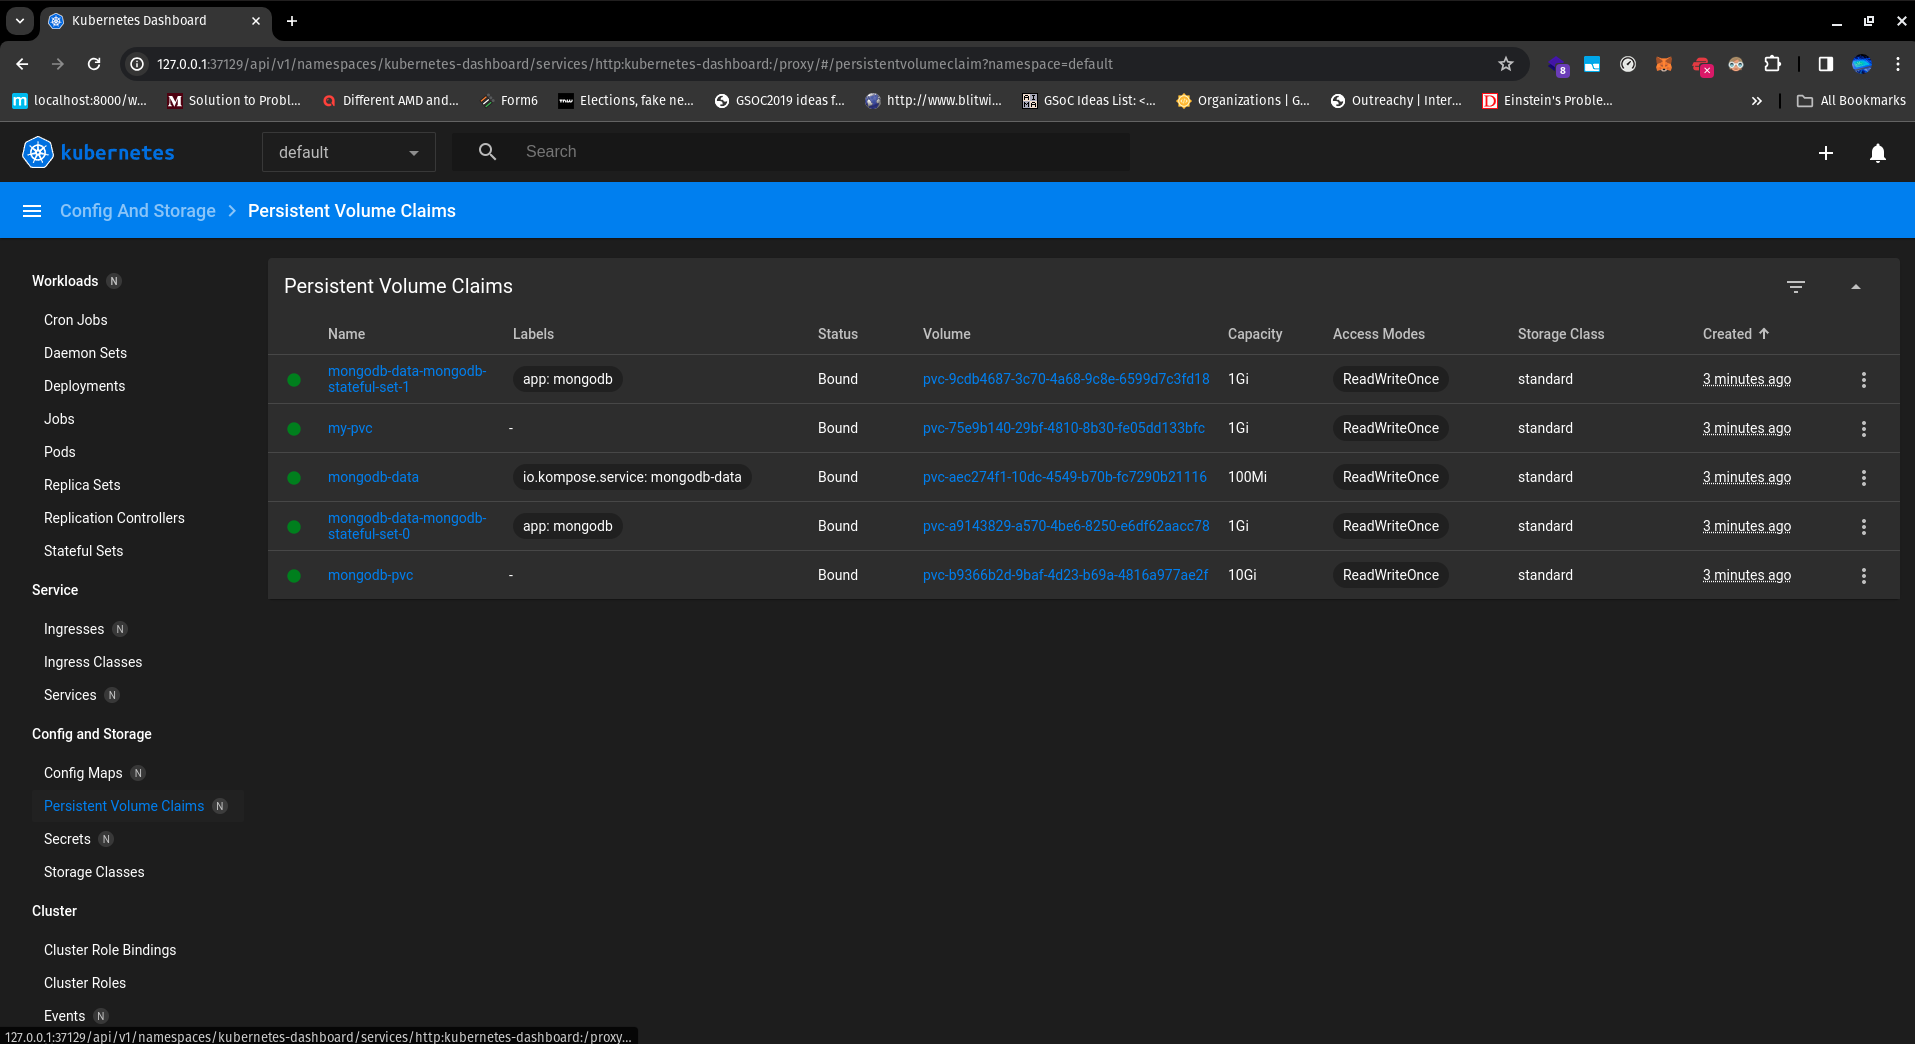 Kubernetes Dashboard
127.0.0.1:37129/api/v1/namespaces/kubernetes-dashboard/services/http:kubernetes-dashboard:/proxy/#/persistentvolumeclaim?namespace=default
8
localhost:8000/w... Solution to Probl... Different AMD and... Form6 Elections, fake ne... GSOC2019 ideas f... http://www.blitwi... GSoC Ideas List: <... Organizations | G... Outreachy | Inter... Einstein's Proble... » All Bookmarks
kubernetes default Search
Config And Storage > Persistent Volume Claims
Workloads N
Cron Jobs
Daemon Sets
Deployments
Jobs
Pods
Replica Sets
Replication Controllers
Stateful Sets
Service
Ingresses N
Ingress Classes
Services N
Config and Storage
Config Maps N
Persistent Volume Claims N
Secrets N
Storage Classes
Cluster
Cluster Role Bindings
Cluster Roles
Events N
Persistent Volume Claims
Name Labels Status Volume Capacity Access Modes Storage Class Created
mongodb-data-mongodb-
stateful-set-1 app: mongodb Bound pvc-9cdb4687-3c70-4a68-9c8e-6599d7c3fd18 1Gi ReadWriteOnce standard 3 minutes ago
my-pvc - Bound pvc-75e9b140-29bf-4810-8b30-fe05dd133bfc 1Gi ReadWriteOnce standard 3 minutes ago
mongodb-data io.kompose.service: mongodb-data Bound pvc-aec274f1-10dc-4549-b70b-fc7290b21116 100Mi ReadWriteOnce standard 3 minutes ago
mongodb-data-mongodb-
stateful-set-0 app: mongodb Bound pvc-a9143829-a570-4be6-8250-e6df62aacc78 1Gi ReadWriteOnce standard 3 minutes ago
mongodb-pvc - Bound pvc-b9366b2d-9baf-4d23-b69a-4816a977ae2f 10Gi ReadWriteOnce standard 3 minutes ago
127.0.0.1:37129/api/v1/namespaces/kubernetes-dashboard/services/http:kubernetes-dashboard:/proxy...